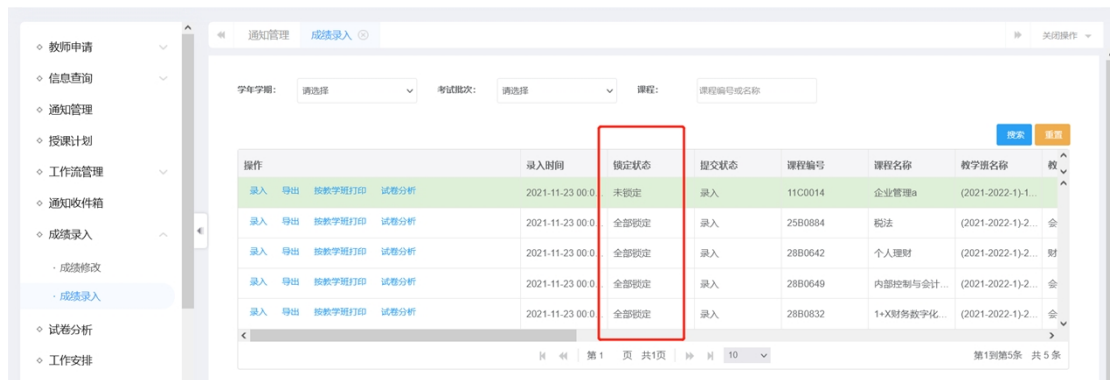 教师申请
信息查询
通知管理
授课计划
工作流管理
通知收件箱
成绩录入
· 成绩修改
· 成绩录入
试卷分析
工作安排
通知管理 成绩录入 关闭操作
学年学期: 请选择 考试批次: 请选择 课程: 课程编号或名称
搜索 重置
操作 录入时间 锁定状态 提交状态 课程编号 课程名称 教学班名称 教
录入 导出 按教学班打印 试卷分析 2021-11-23 00:0... 未锁定 录入 11C0014 企业管理a (2021-2022-1)-1...
录入 导出 按教学班打印 试卷分析 2021-11-23 00:0... 全部锁定 录入 25B0884 税法 (2021-2022-1)-2... 会
录入 导出 按教学班打印 试卷分析 2021-11-23 00:0... 全部锁定 录入 28B0642 个人理财 (2021-2022-1)-2... 财
录入 导出 按教学班打印 试卷分析 2021-11-23 00:0... 全部锁定 录入 28B0649 内部控制与会计... (2021-2022-1)-2... 会
录入 导出 按教学班打印 试卷分析 2021-11-23 00:0... 全部锁定 录入 28B0832 1+X财务数字化... (2021-2022-1)-2... 会
第 1 页 共1页 10 第1到第5条 共 5 条